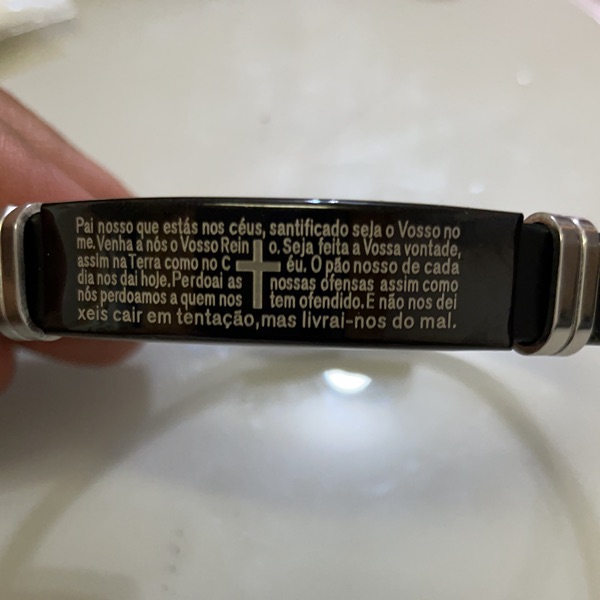 Pai nosso que estás nos céus, santificado seja o Vosso no
me. Venha a nós o Vosso Rein o. Seja feita a Vossa vontade,
assim na Terra como no C éu. O pão nosso de cada
dia nos dai hoje. Perdoai as nossas ofensas assim como
nós perdoamos a quem nos tem ofendido. E não nos dei
xeis cair em tentação, mas livrai-nos do mal.